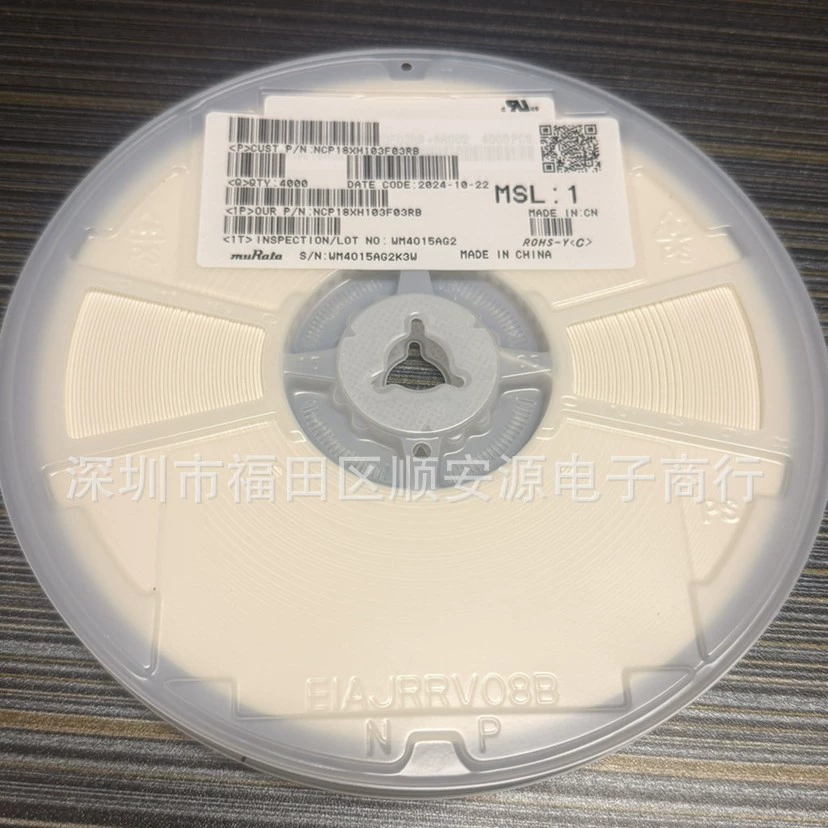 <P>CUST P/N:NCP18XH103F03RB
<Q>QTY:4000 DATE CODE:2024-10-22
MSL:1
<1P>OUR P/N:NCP18XH103F03RB
MADE IN:CN
<1T>INSPECTION/LOT NO: WM4015AG2
ROHS-Y<G>
muRata S/N:WM4015AG2K3W MADE IN CHINA
深圳市福田区顺安源电子商行
PS
EIAJRRV08B
N P